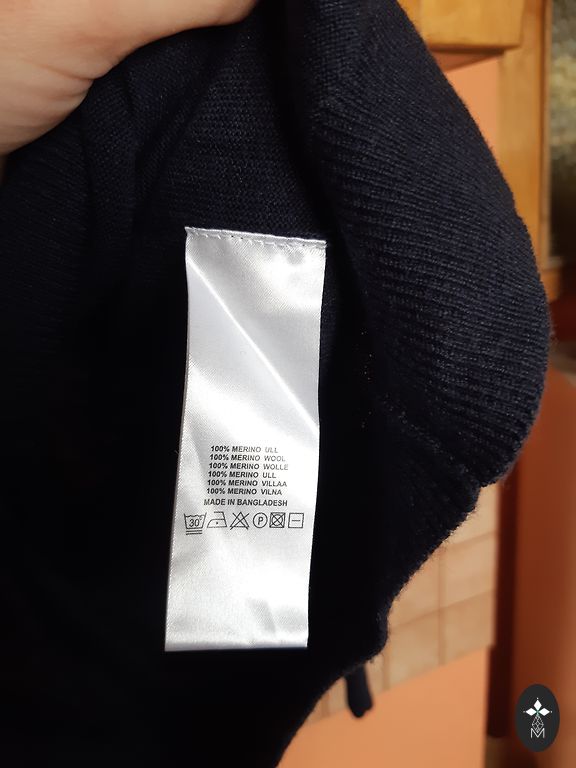 100% MERINO ULL
100% MERINO WOOL
100% MERINO WOLLE
100% MERINO ULL
100% MERINO VILLAA
100% MERINO VILNA
MADE IN BANGLADESH
30° P
M